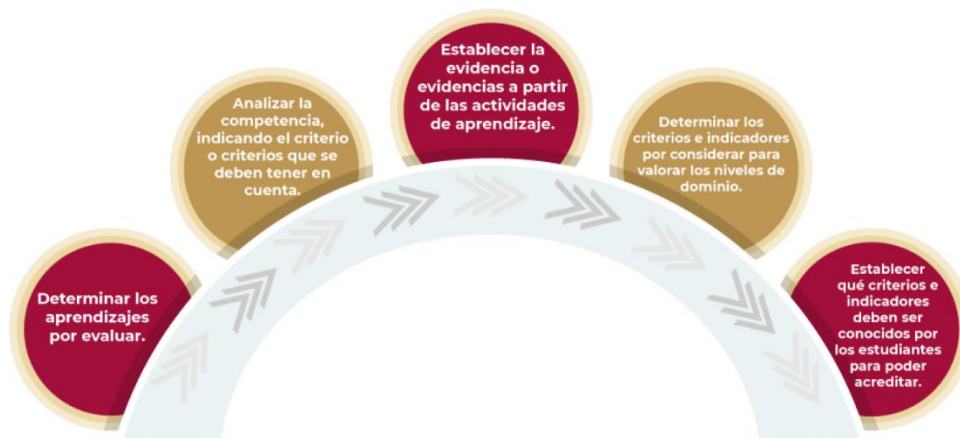 Determinar los
aprendizajes
por evaluar.
Analizar la
competencia,
indicando el criterio
o criterios que se
deben tener en
cuenta.
Establecer la
evidencia o
evidencias a partir
de las actividades
de aprendizaje.
Determinar los
criterios e indicadores
por considerar para
valorar los niveles de
dominio.
Establecer
qué criterios e
indicadores
deben ser
conocidos por
los estudiantes
para poder
acreditar.